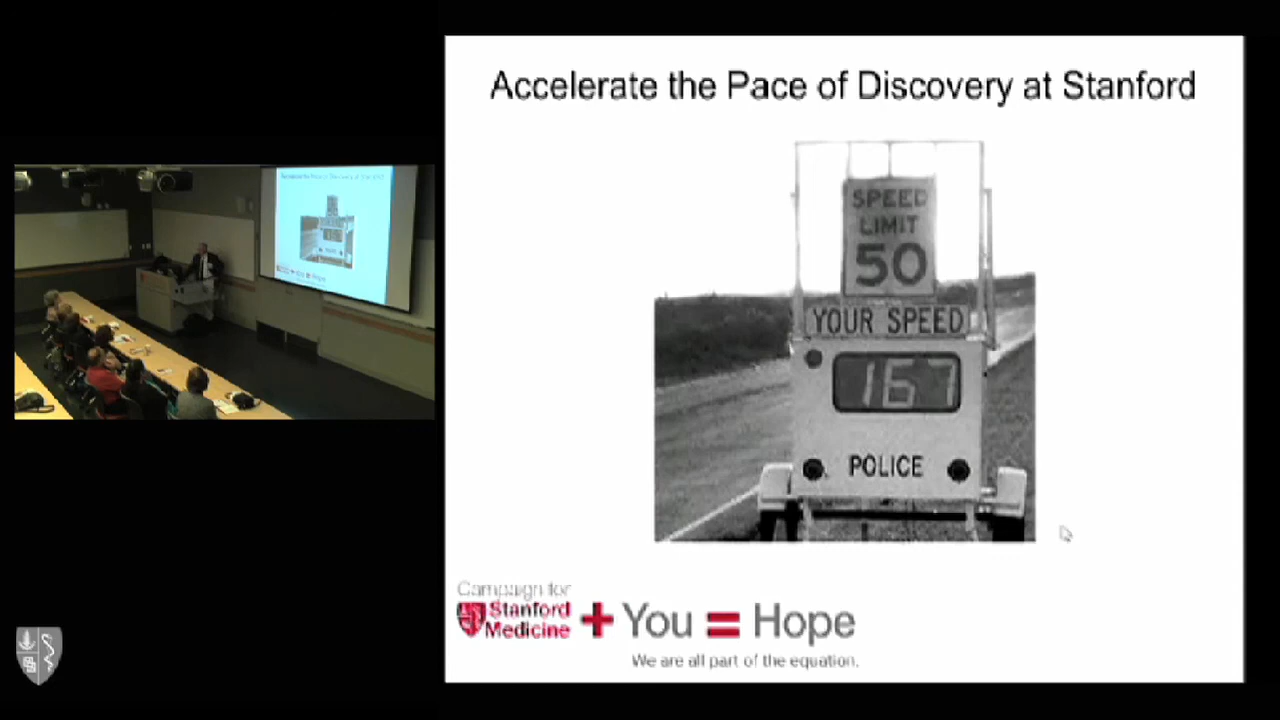 Accelerate the Pace of Discovery at Stanford
SPEED
LIMIT
50
YOUR SPEED
167
POLICE
Campaign for
Stanford
Medicine
+ You = Hope
We are all part of the equation.